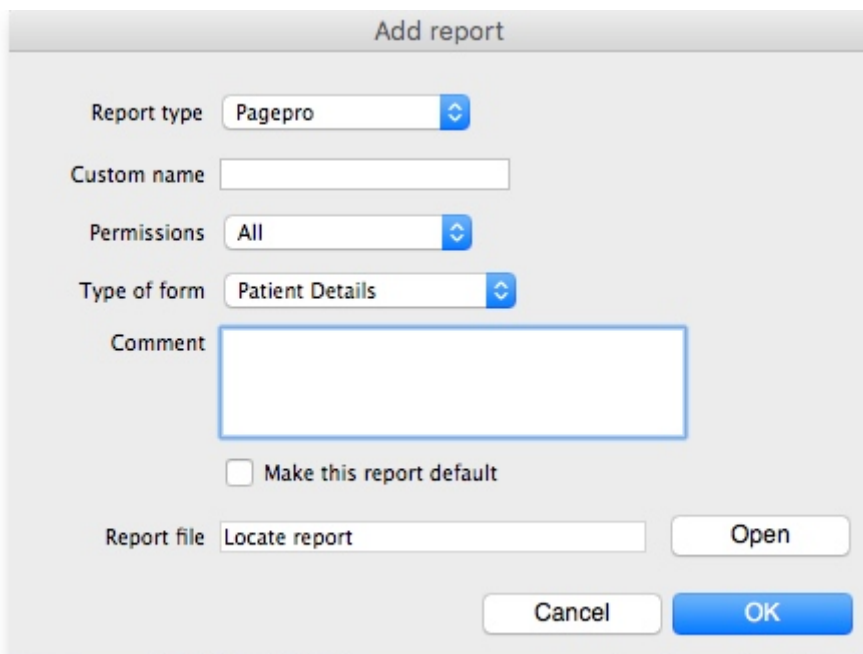 Add report
Report type Pagepro
Custom name
Permissions All
Type of form Patient Details
Comment
Make this report default
Report file Locate report Open
Cancel OK